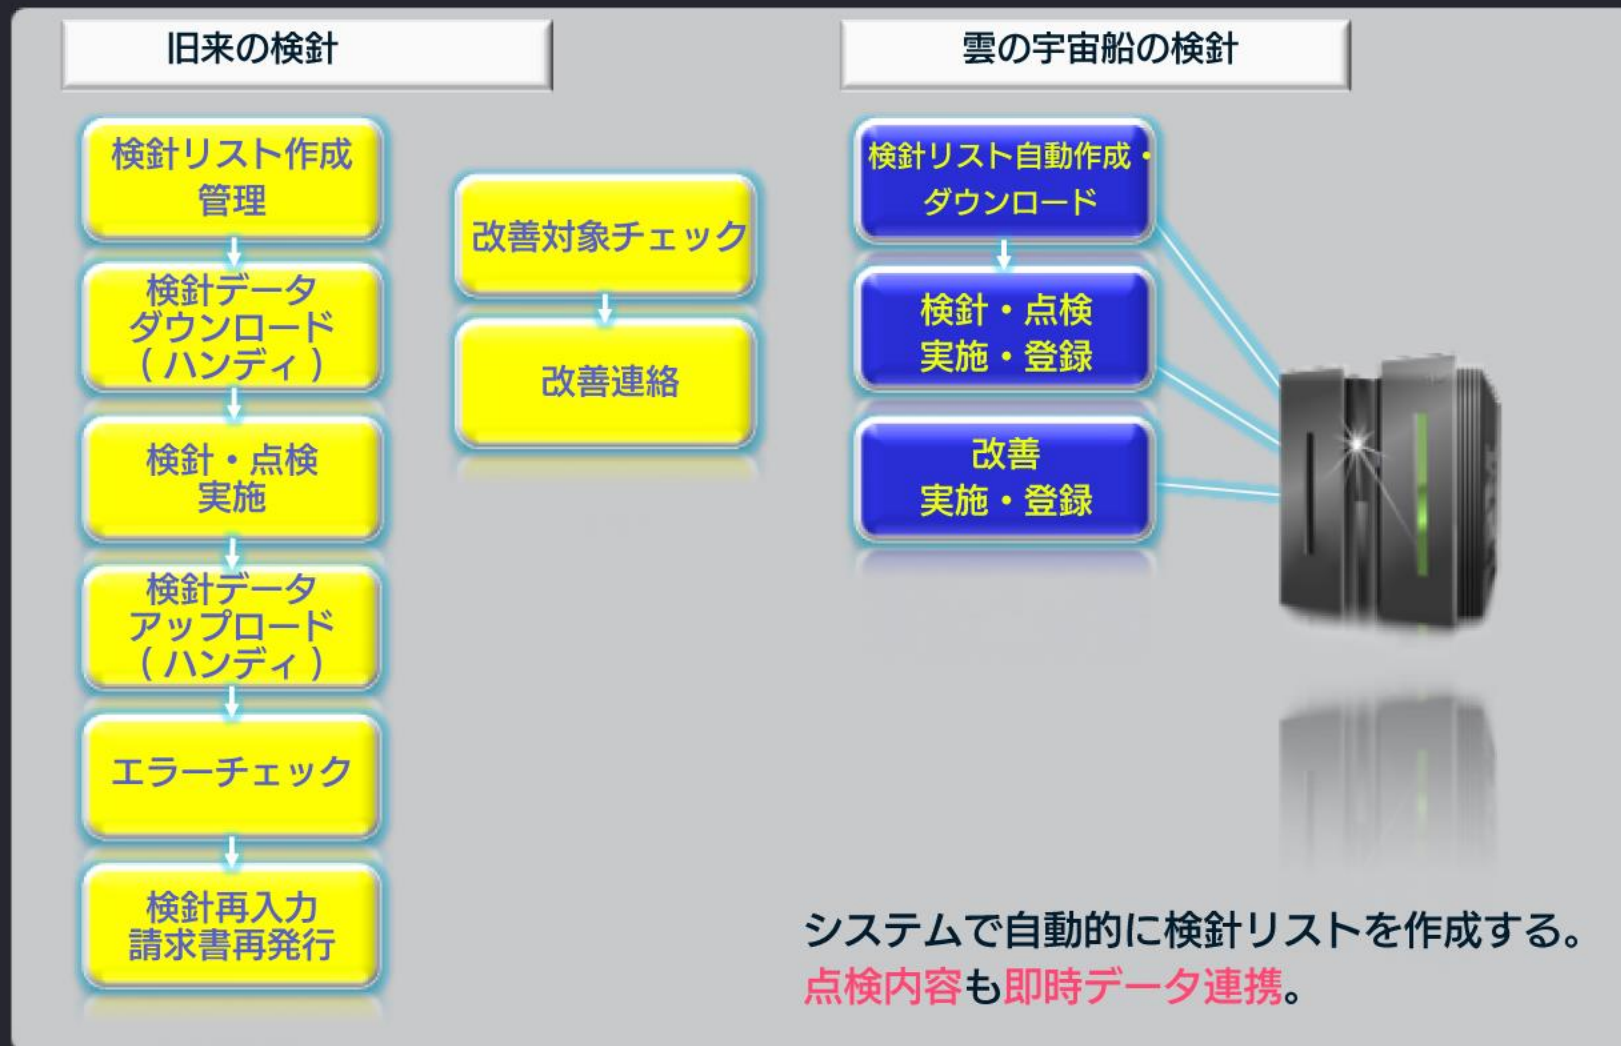 旧来の検針
検針リスト作成
管理
検針データ
ダウンロード
(ハンディ)
検針・点検
実施
検針データ
アップロード
(ハンディ)
エラーチェック
検針再入力
請求書再発行
改善対象チェック
改善連絡
雲の宇宙船の検針
検針リスト自動作成・
ダウンロード
検針・点検
実施・登録
改善
実施・登録
システムで自動的に検針リストを作成する。
点検内容も即時データ連携。